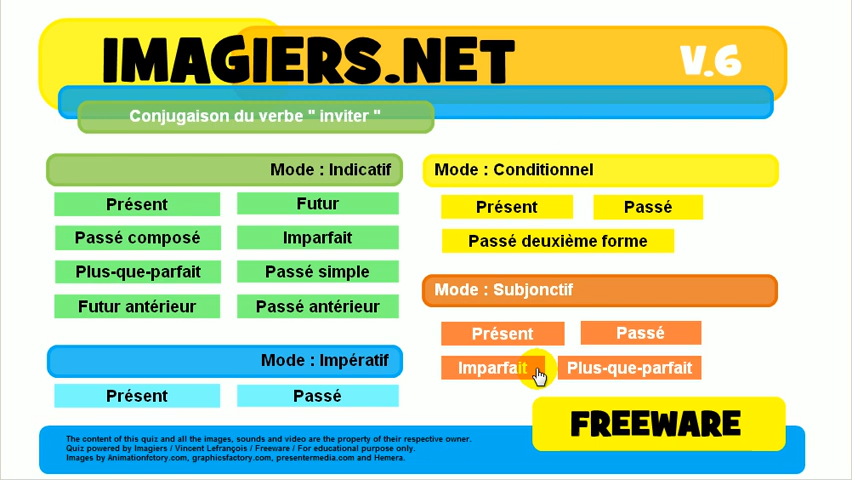 IMAGIERS.NET
V.6
Conjugaison du verbe " inviter "
Mode : Indicatif
Présent
Futur
Passé composé
Imparfait
Plus-que-parfait
Passé simple
Futur antérieur
Passé antérieur
Mode : Impératif
Présent
Passé
Mode : Conditionnel
Présent
Passé
Passé deuxième forme
Mode : Subjonctif
Présent
Passé
Imparfait
Plus-que-parfait
FREEWARE
The content of this quiz and all the images, sounds and video are the property of their respective owner.
Quiz powered by Imagiers / Vincent Lefrançois / Freeware / For educational purpose only.
Images by Animationfctory.com, graphicsfactory.com, presentermedia.com and Hemera.